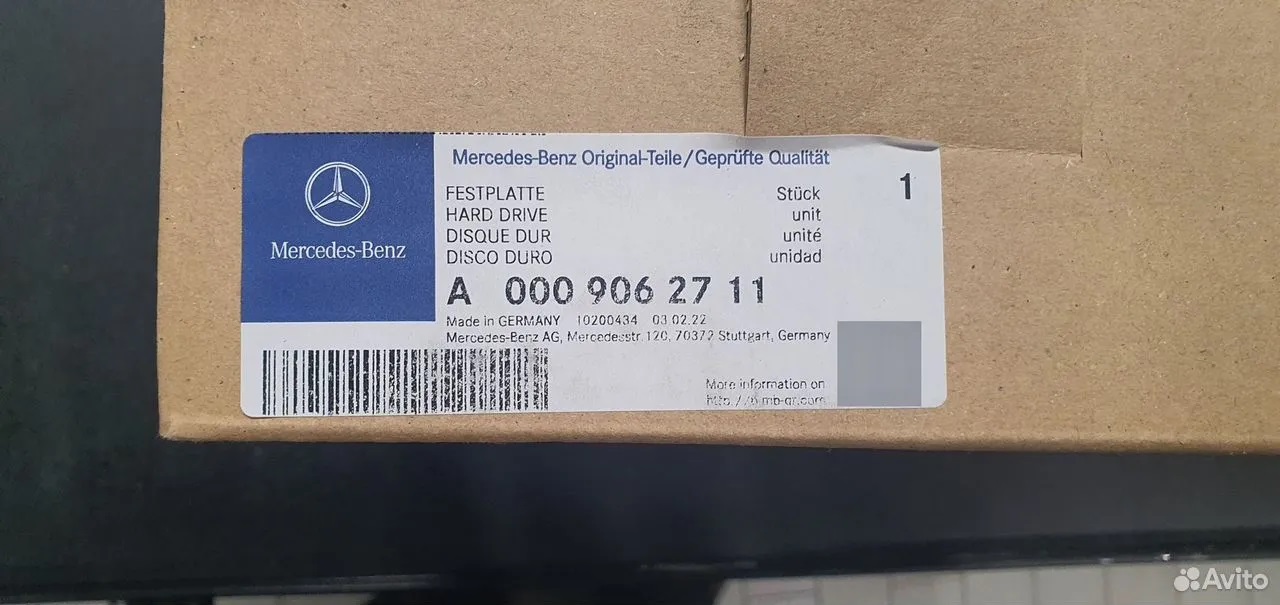 Mercedes-Benz Original-Teile/Geprüfte Qualität
FESTPLATTE Stück 1
HARD DRIVE unit
DISQUE DUR unité
DISCO DURO unidad
Mercedes-Benz
A 000 906 27 11
Made in GERMANY 10200434 03.02.22
Mercedes-Benz AG, Mercedesstr. 120, 70372 Stuttgart, Germany
More information on
Avito